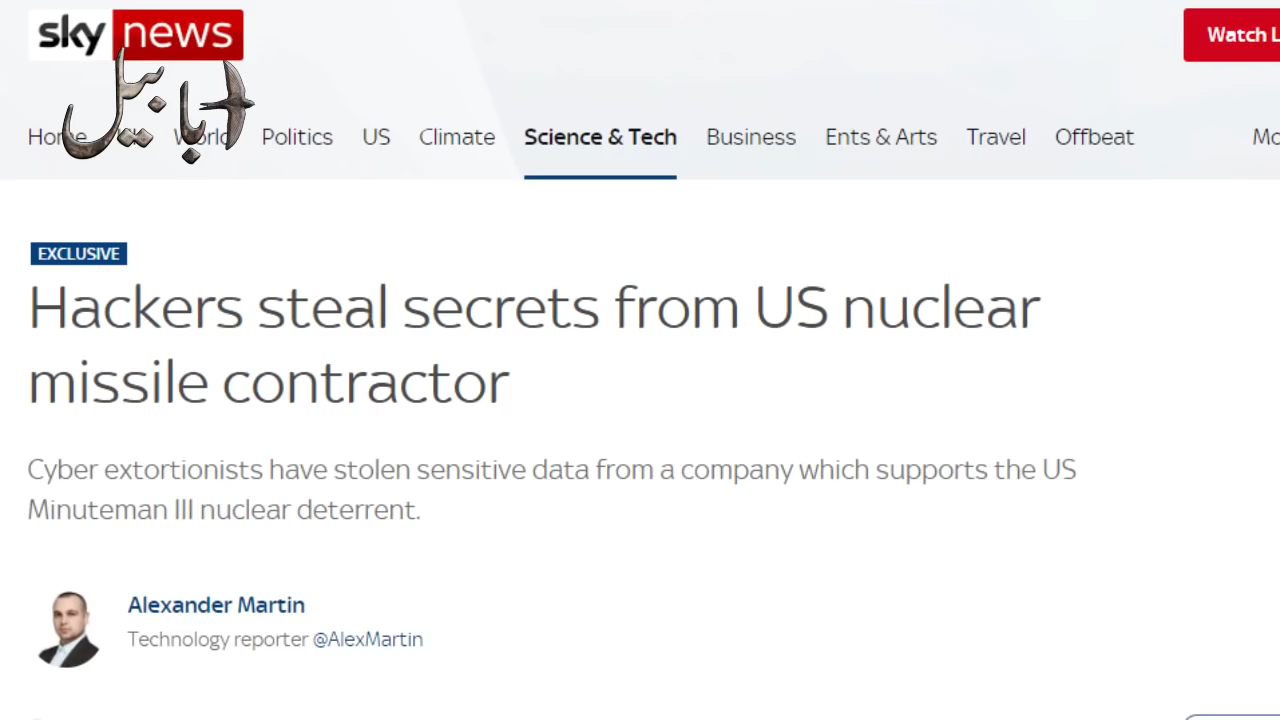 sky news
ابابیل
Home UK World Politics US Climate Science & Tech Business Ents & Arts Travel Offbeat
Watch
EXCLUSIVE
Hackers steal secrets from US nuclear
missile contractor
Cyber extortionists have stolen sensitive data from a company which supports the US
Minuteman III nuclear deterrent.
Alexander Martin
Technology reporter @AlexMartin